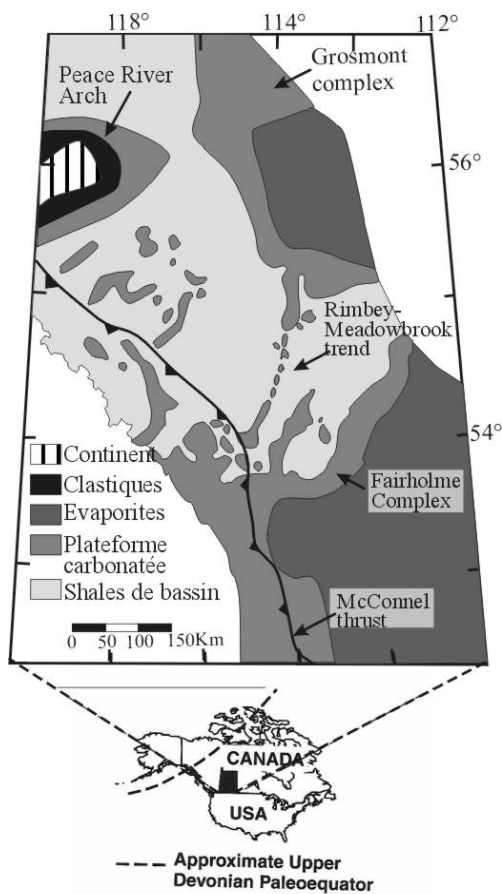 118°
114°
112°
Grosmont
complex
Peace River
Arch
56°
Rimbey-
Meadowbrook
trend
54°
Continent
Clastiques
Evaporites
Plateforme
carbonatée
Shales de bassin
Fairholme
Complex
McConnel
thrust
0 50 100 150Km
CANADA
USA
Approximate Upper
Devonian Paleoequator